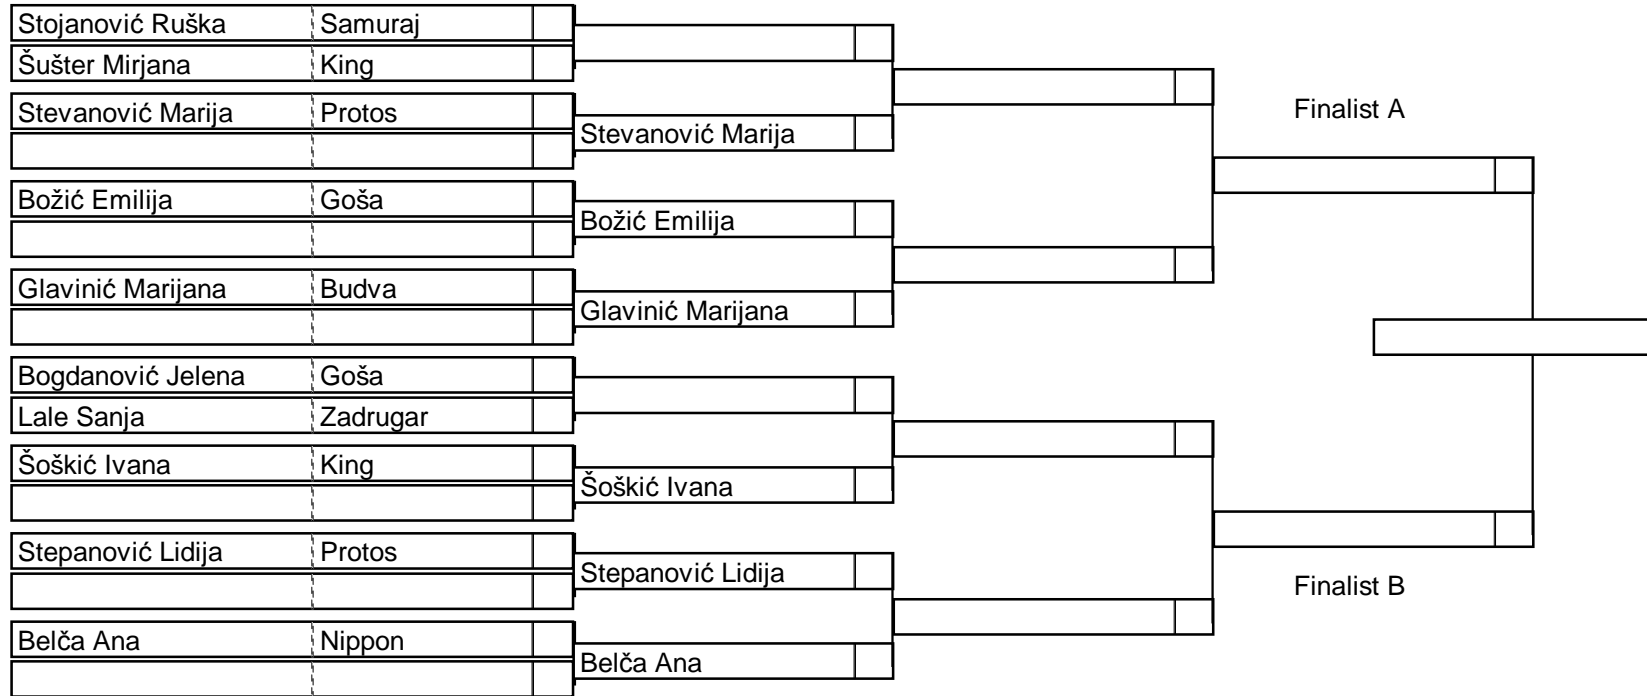 Stojanović Ruška Samuraj
Šušter Mirjana King
Stevanović Marija Protos
Stevanović Marija
Božić Emilija Goša
Božić Emilija
Glavinić Marijana Budva
Glavinić Marijana
Bogdanović Jelena Goša
Lale Sanja Zadrugar
Šoškić Ivana King
Šoškić Ivana
Stepanović Lidija Protos
Stepanović Lidija
Belča Ana Nippon
Belča Ana
Finalist A
Finalist B